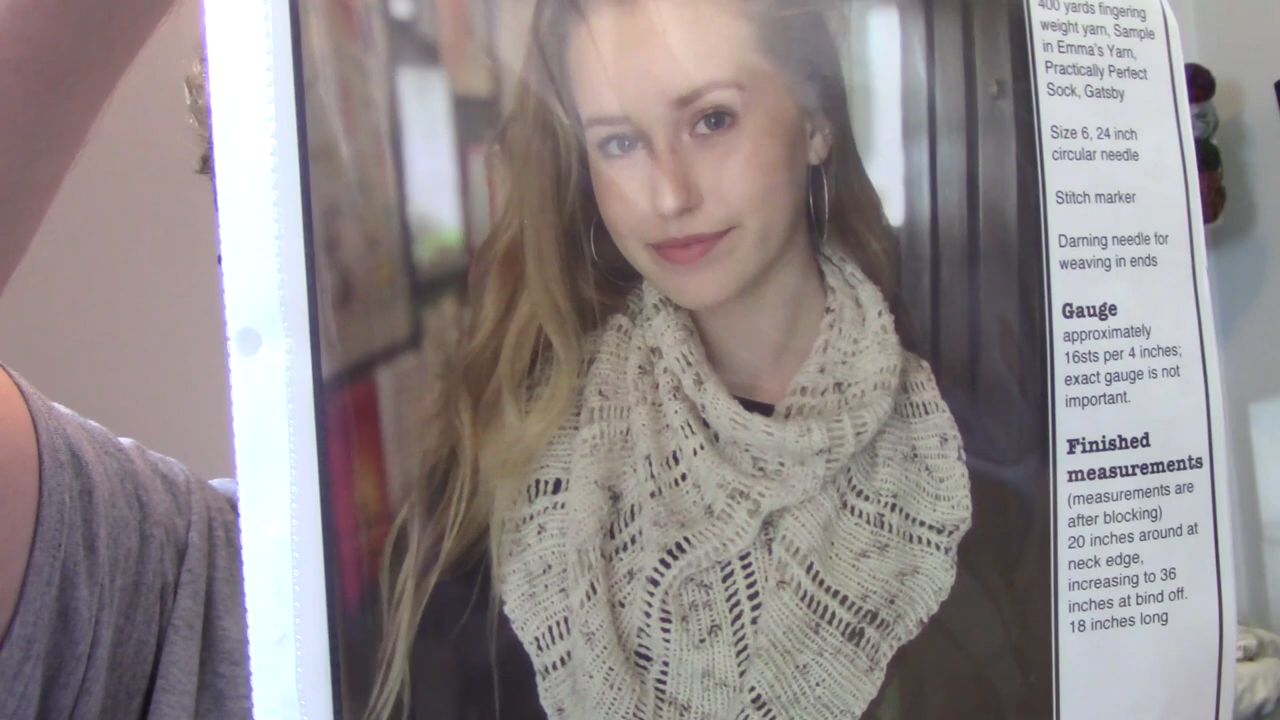 400 yards fingering
weight yarn, Sample
in Emma's Yarn,
Practically Perfect
Sock, Gatsby
Size 6, 24 inch
circular needle
Stitch marker
Darning needle for
weaving in ends
Gauge
approximately
16sts per 4 inches;
exact gauge is not
important.
Finished
measurements
(measurements are
after blocking)
20 inches around at
neck edge,
increasing to 36
inches at bind off.
18 inches long